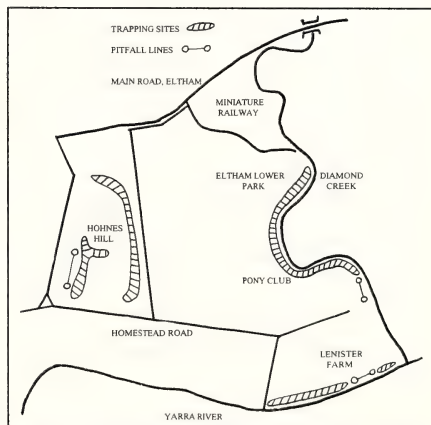 TRAPPING SITES
PITFALL LINES
MAIN ROAD, ELTHAM
MINIATURE
RAILWAY
ELTHAM LOWER
PARK
DIAMOND
CREEK
HOHNES
HILL
PONY CLUB
HOMESTEAD ROAD
LENISTER
FARM
YARRA RIVER